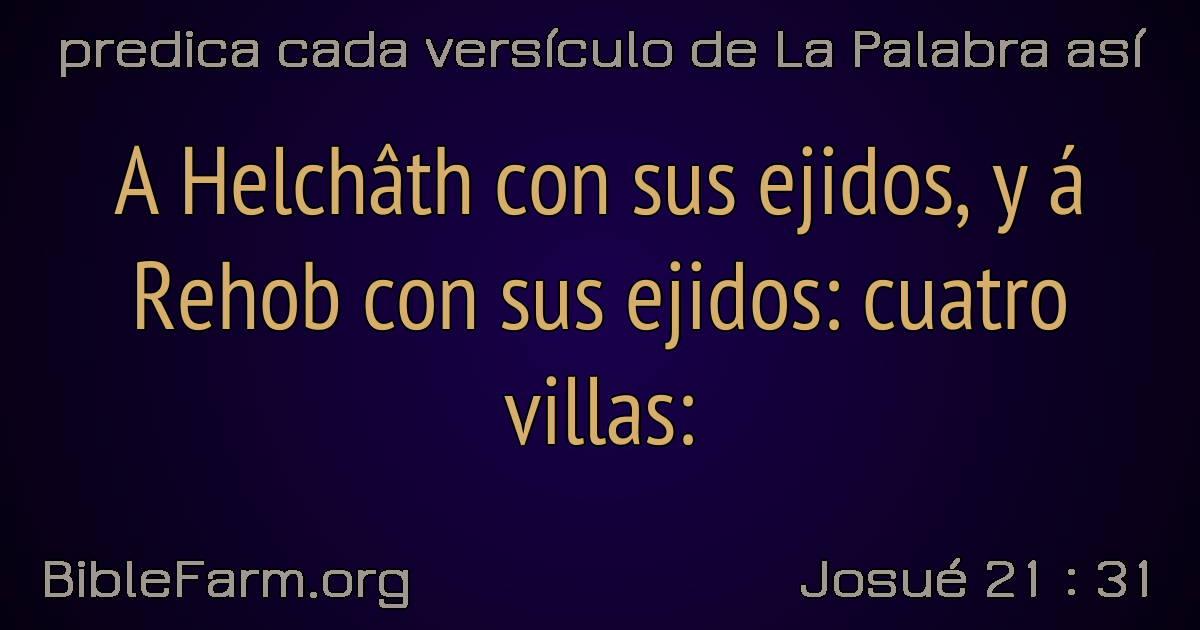 predica cada versículo de La Palabra así
A Helchâth con sus ejidos, y á
Rehob con sus ejidos: cuatro
villas:
BibleFarm.org
Josué 21 : 31